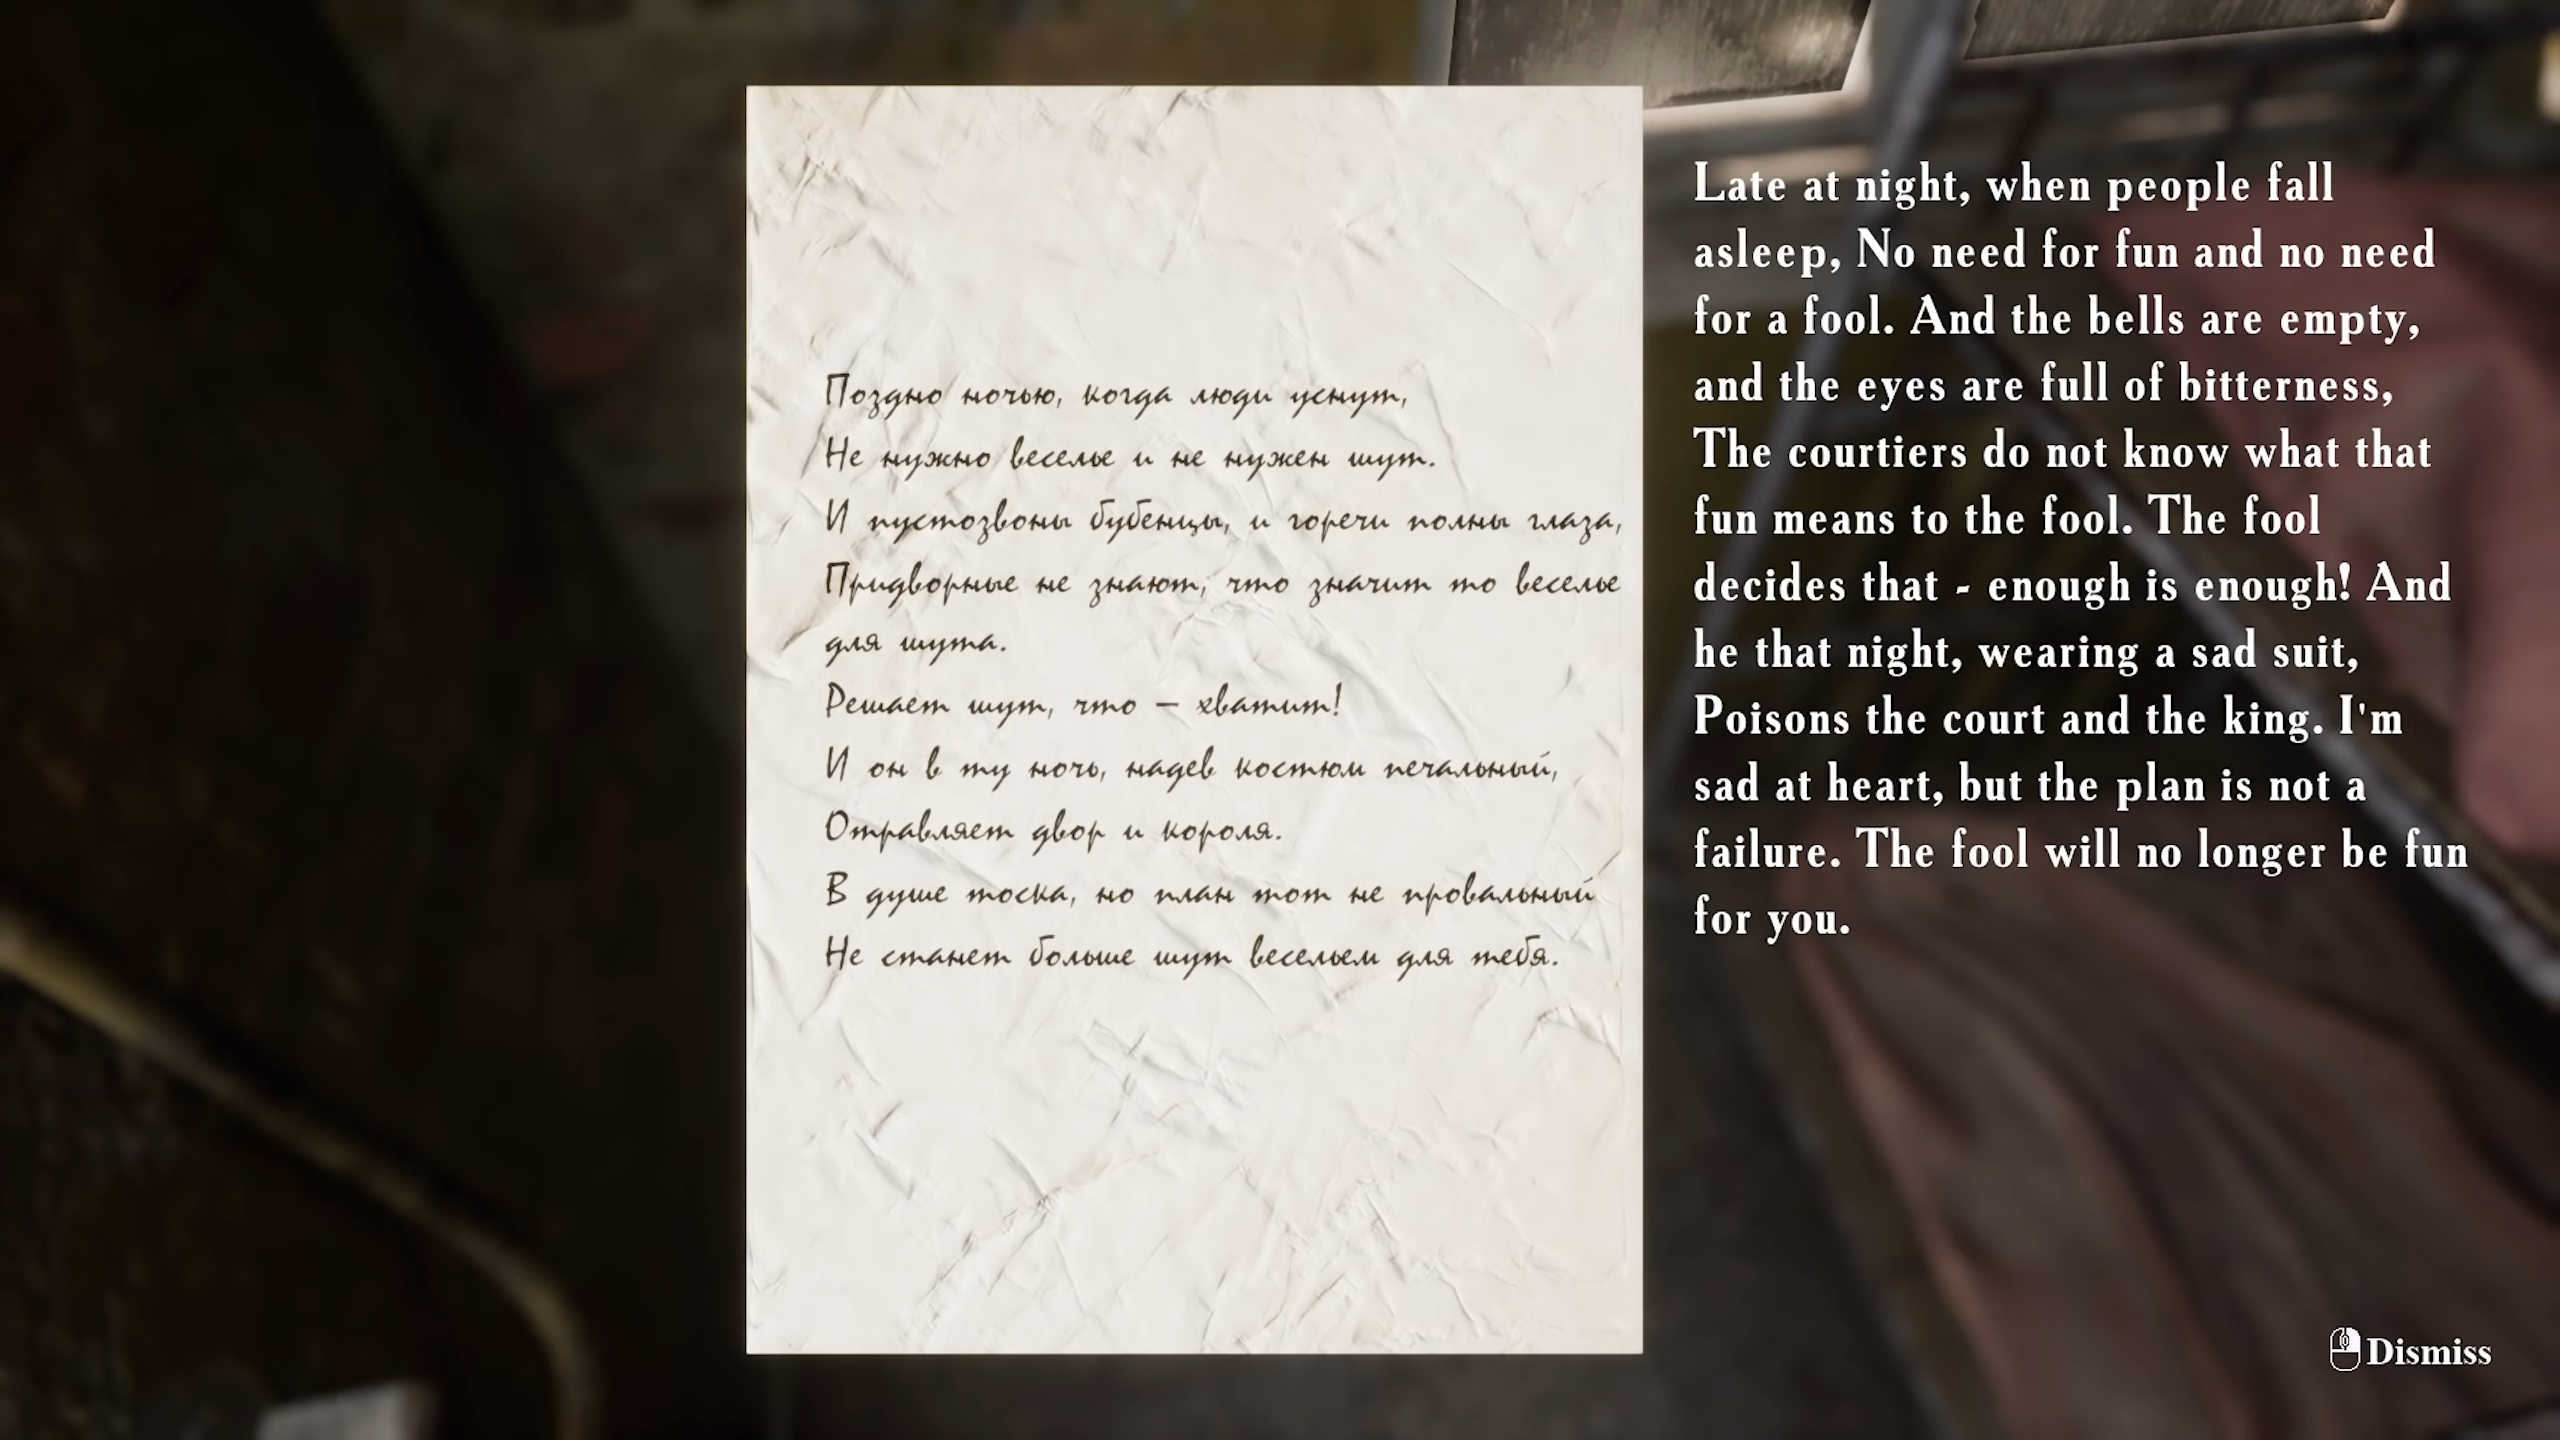 Поздно ночью, когда люди уснут,
Не нужно веселье и не нужен шут.
И пустозвоны бубенцы, и горечи полны глаза,
Придворные не знают, что значит то веселье
для шута.
Решает шут, что – хватит!
И он в ту ночь, надев костюм печальный,
Отравляет двор и короля.
В душе тоска, но план тот не провальный
Не станет больше шут весельем для тебя.
Late at night, when people fall
asleep, No need for fun and no need
for a fool. And the bells are empty,
and the eyes are full of bitterness,
The courtiers do not know what that
fun means to the fool. The fool
decides that - enough is enough! And
he that night, wearing a sad suit,
Poisons the court and the king. I'm
sad at heart, but the plan is not a
failure. The fool will no longer be fun
for you.
Dismiss